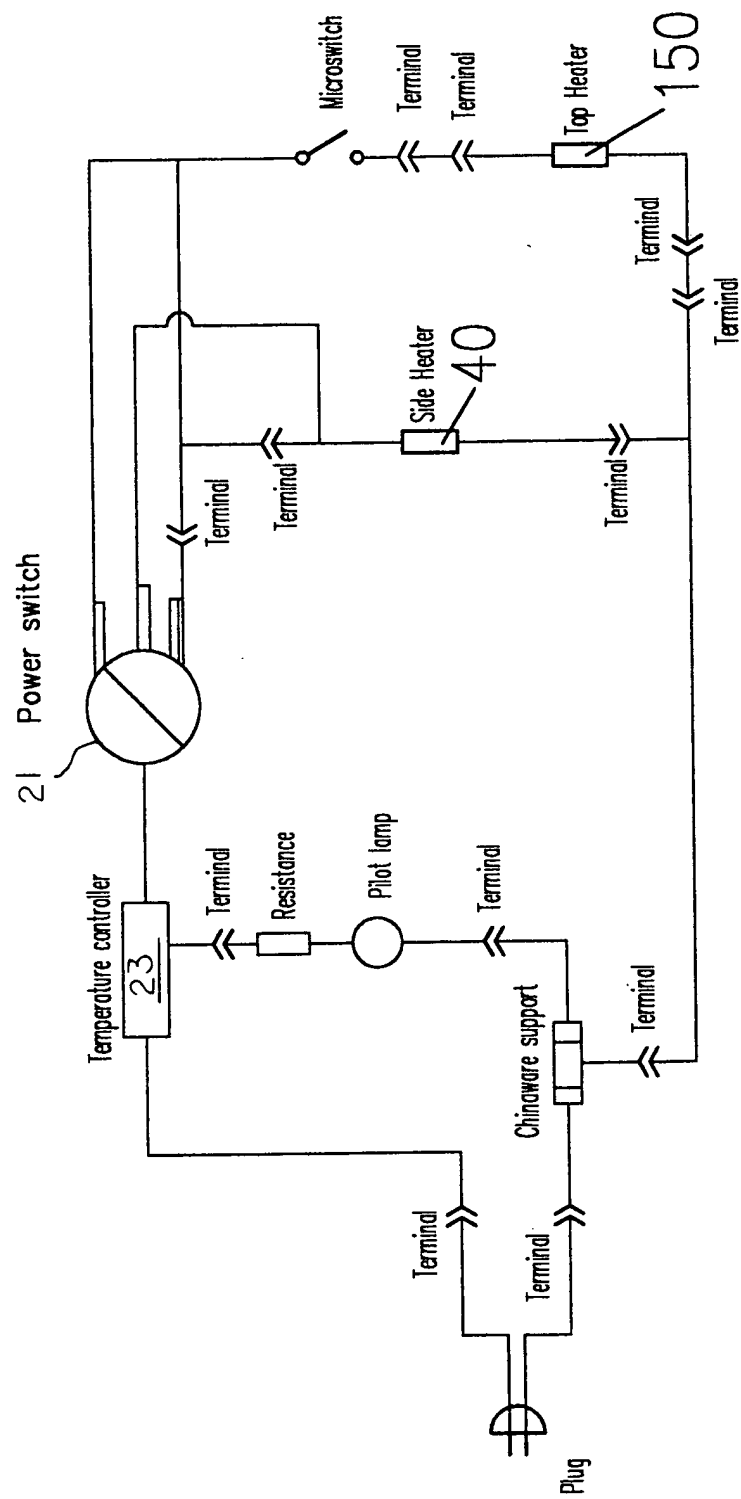 21 Power switch
Temperature controller
23
Terminal
Resistance
Pilot lamp
Terminal
Chinaware support
Terminal
Terminal
Terminal
Plug
Terminal
Terminal
Side Heater
40
Terminal
Microswitch
Terminal
Terminal
Top Heater
150
Terminal
Terminal